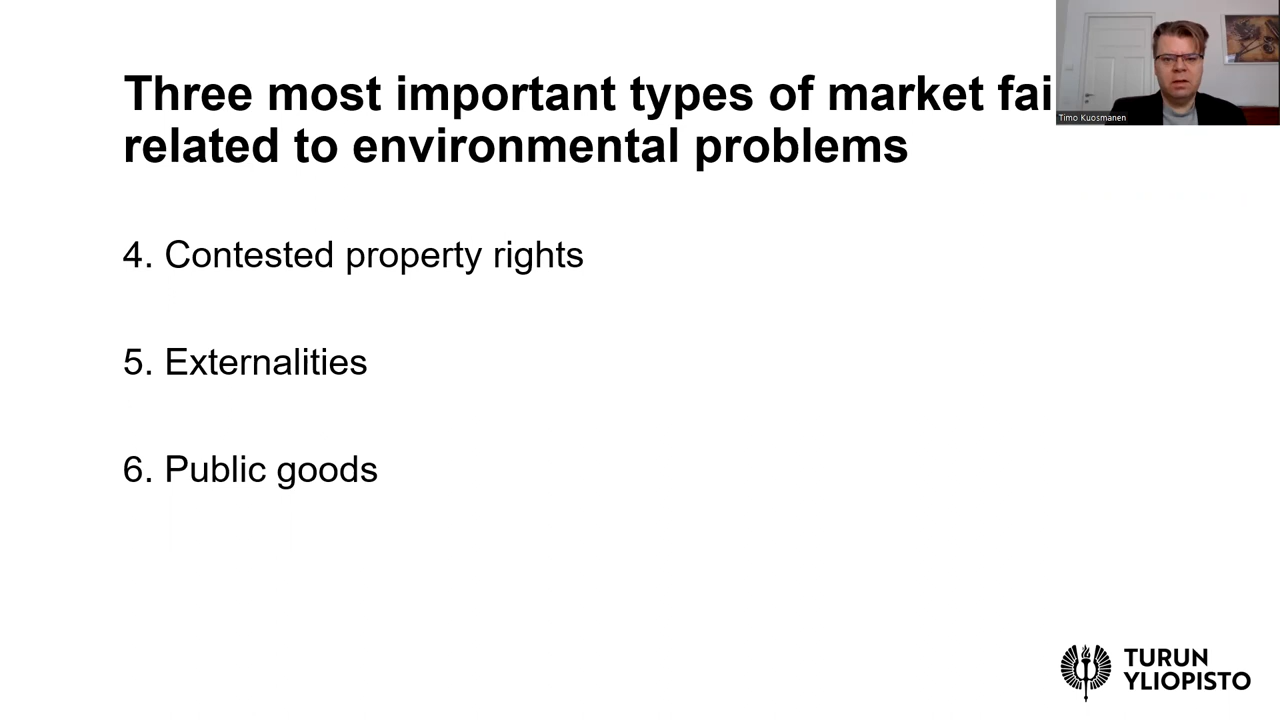 Three most important types of market fai
related to environmental problems
Timo Kuosmanen
4. Contested property rights
5. Externalities
6. Public goods
TURUN
YLIOPISTO